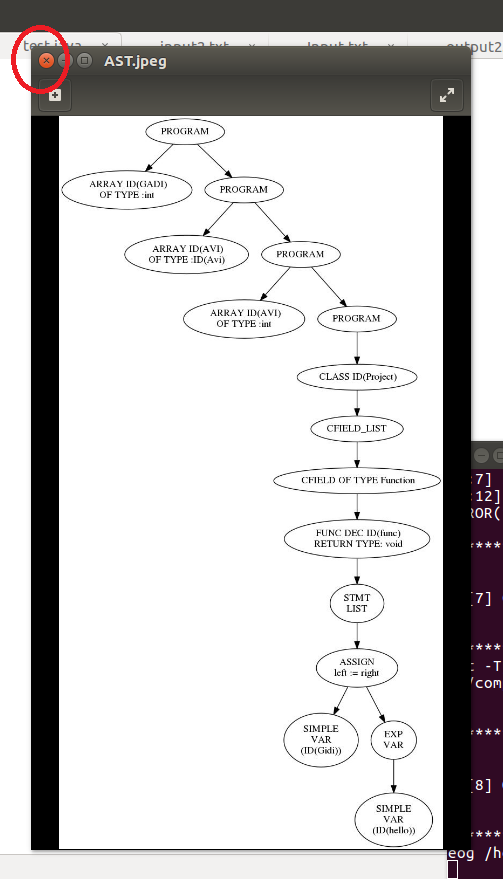 test.java × input2.txt × Input.txt × output2
AST.jpeg
PROGRAM
ARRAY ID(GADI)
OF TYPE :int
PROGRAM
ARRAY ID(AVI)
OF TYPE :ID(Avi)
PROGRAM
ARRAY ID(AVI)
OF TYPE :int
PROGRAM
CLASS ID(Project)
CFIELD_LIST
CFIELD OF TYPE Function
FUNC DEC ID(func)
RETURN TYPE: void
STMT
LIST
ASSIGN
left := right
SIMPLE
VAR
(ID(Gidi))
EXP
VAR
SIMPLE
VAR
(ID(hello))
:7]
:12]
ROR(
****
[7]
****
t -T
/com
****
[8]
****
eog /h